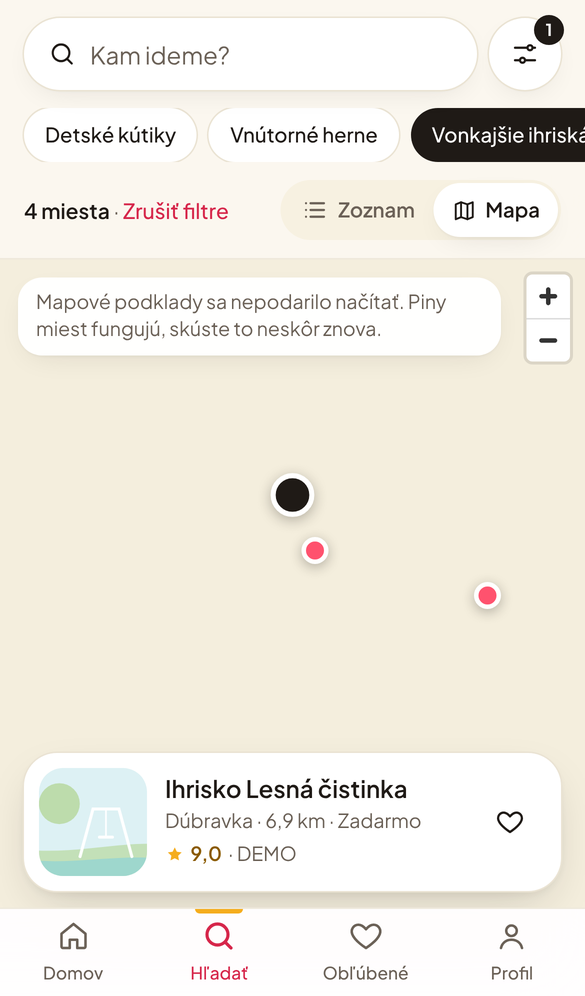 Kam ideme?
1
Detské kútiky
Vnútorné herne
Vonkajšie ihriská
4 miesta · Zrušiť filtre
Zoznam
Mapa
Mapové podklady sa nepodarilo načítať. Piny
miest fungujú, skúste to neskôr znova.
+
−
Ihrisko Lesná čistinka
Dúbravka · 6,9 km · Zadarmo
★ 9,0 · DEMO
Domov
Hľadať
Obľúbené
Profil